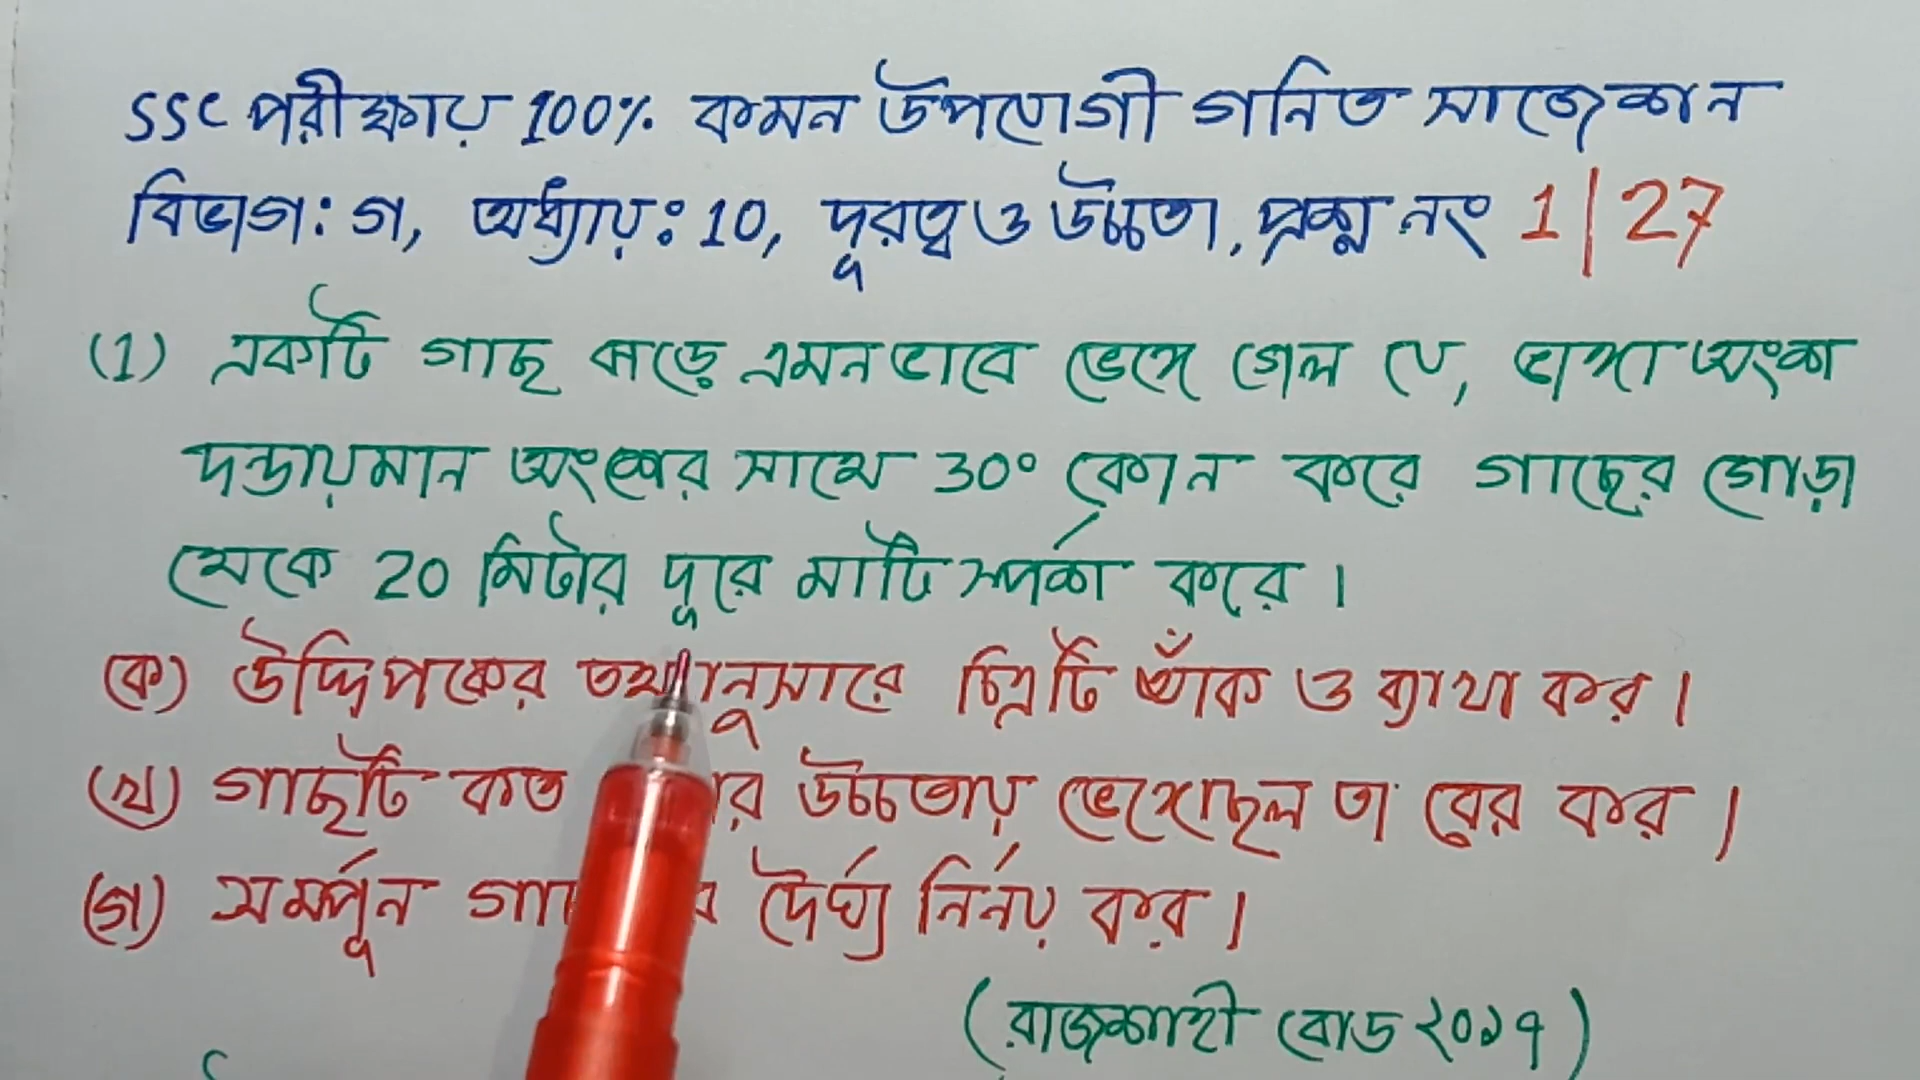 SSC পরীক্ষায় 100% কমন উপযোগী গনিত সাজেশান
বিভাগ: গ, অধ্যায়: 10, দূরত্ব ও উচ্চতা, প্রশ্ন নং 1|27
(1) একটি গাছ ঝড়ে এমনভাবে ভেঙ্গে গেল যে, ভাঙ্গা অংশ
দন্ডায়মান অংশের সাথে 30° কোন করে গাছের গোড়া
থেকে 20 মিটার দূরে মাটি স্পর্শ করে।
(ক) উদ্দিপকের তথ্যানুসারে চিত্রটি আঁক ও ব্যাখা কর।
(খ) গাছটি কত উচ্চতায় ভেঙ্গেছিল তা বের কর।
(গ) সর্ম্পূন দৈর্ঘ্য নির্নয় কর।
(রাজশাহী বোর্ড ২০১৭)